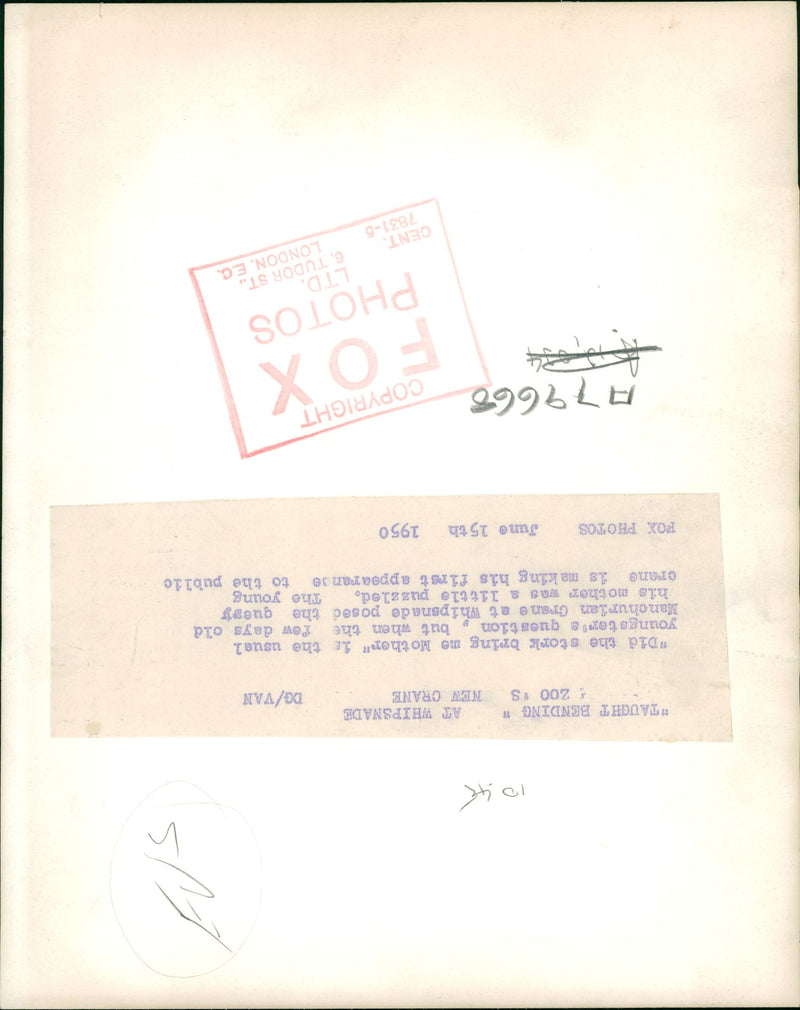 "TAUGHT BENDING " AT WHIPSNADE
ZOO 'S NEW CRANE DG/VAN
"Did the stork bring me Mother" is the usual
youngster's question , but when the few days old
Manchurian Crane at Whipsnade posed the query
his mother was a little puzzled. The young
crane is making his first appearance to the public
FOX PHOTOS June 15th 1950
A79668
COPYRIGHT
FOX
PHOTOS
LTD.
6, TUDOR ST.,
LONDON, E.C.
CENT.
7831-5